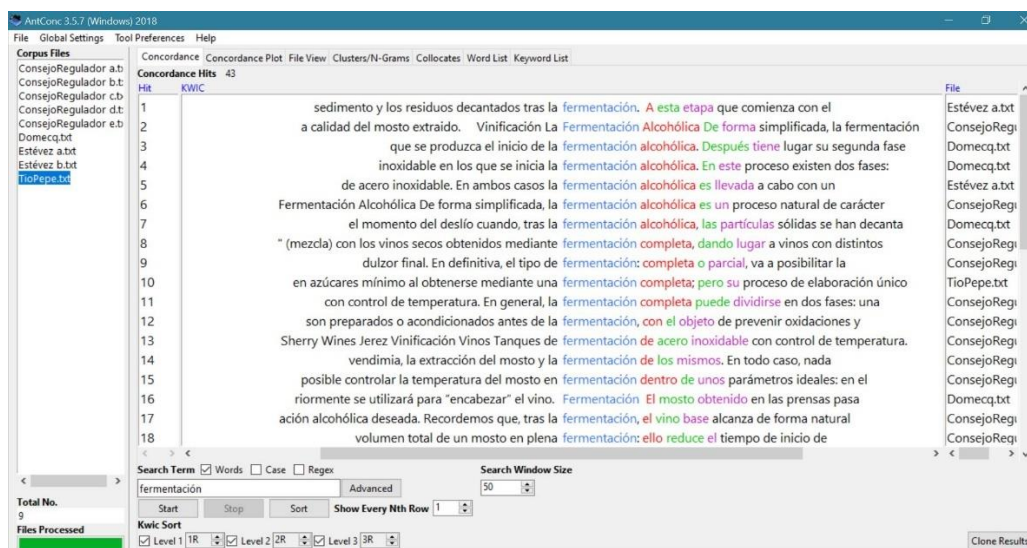 AntConc 3.5.7 (Windows) 2018
File Global Settings Tool Preferences Help
Corpus Files
ConsejoRegulador a.t
ConsejoRegulador b.t
ConsejoRegulador c.t
ConsejoRegulador d.t
ConsejoRegulador e.t
Domecq.txt
Estévez a.txt
Estévez b.txt
TioPepe.txt
Total No.
9
Files Processed
Concordance Concordance Plot File View Clusters/N-Grams Collocates Word List Keyword List
Concordance Hits 43
Hit KWIC File
1 sedimento y los residuos decantados tras la fermentación. A esta etapa que comienza con el Estévez a.txt
2 a calidad del mosto extraido. Vinificación La Fermentación Alcohólica De forma simplificada, la fermentación ConsejoRegu
3 que se produzca el inicio de la fermentación alcohólica. Después tiene lugar su segunda fase Domecq.txt
4 inoxidable en los que se inicia la fermentación alcohólica. En este proceso existen dos fases: Domecq.txt
5 de acero inoxidable. En ambos casos la fermentación alcohólica es llevada a cabo con un Estévez a.txt
6 Fermentación Alcohólica De forma simplificada, la fermentación alcohólica es un proceso natural de carácter ConsejoRegu
7 el momento del deslío cuando, tras la fermentación alcohólica, las partículas sólidas se han decanta Domecq.txt
8 " (mezcla) con los vinos secos obtenidos mediante fermentación completa, dando lugar a vinos con distintos ConsejoRegu
9 dulzor final. En definitiva, el tipo de fermentación: completa o parcial, va a posibilitar la ConsejoRegu
10 en azúcares mínimo al obtenerse mediante una fermentación completa; pero su proceso de elaboración único TioPepe.txt
11 con control de temperatura. En general, la fermentación completa puede dividirse en dos fases: una ConsejoRegu
12 son preparados o acondicionados antes de la fermentación, con el objeto de prevenir oxidaciones y ConsejoRegu
13 Sherry Wines Jerez Vinificación Vinos Tanques de fermentación de acero inoxidable con control de temperatura. ConsejoRegu
14 vendimia, la extracción del mosto y la fermentación de los mismos. En todo caso, nada ConsejoRegu
15 posible controlar la temperatura del mosto en fermentación dentro de unos parámetros ideales: en el ConsejoRegu
16 riormente se utilizará para "encabezar" el vino. Fermentación El mosto obtenido en las prensas pasa Domecq.txt
17 ación alcohólica deseada. Recordemos que, tras la fermentación, el vino base alcanza de forma natural ConsejoRegu
18 volumen total de un mosto en plena fermentación: ello reduce el tiempo de inicio de ConsejoRegu
Search Term Words Case Regex Search Window Size
fermentación Advanced 50
Start Stop Sort Show Every Nth Row 1
Kwic Sort
Level 1 1R Level 2 2R Level 3 3R Clone Results